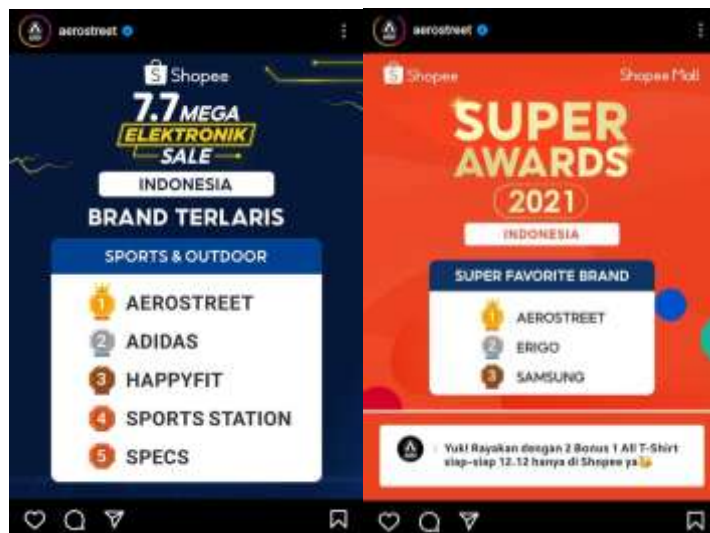 aerostreet
Shopee
7.7 MEGA
ELEKTRONIK
SALE
INDONESIA
BRAND TERLARIS
SPORTS & OUTDOOR
1 AEROSTREET
2 ADIDAS
3 HAPPYFIT
4 SPORTS STATION
5 SPECS
aerostreet
Shopee
Shopee Mall
SUPER
AWARDS
2021
INDONESIA
SUPER FAVORITE BRAND
1 AEROSTREET
2 ERIGO
3 SAMSUNG
Yuk! Rayakan dengan 2 Bonus 1 All T-Shirt
siap-siap 12.12 hanya di Shopee ya